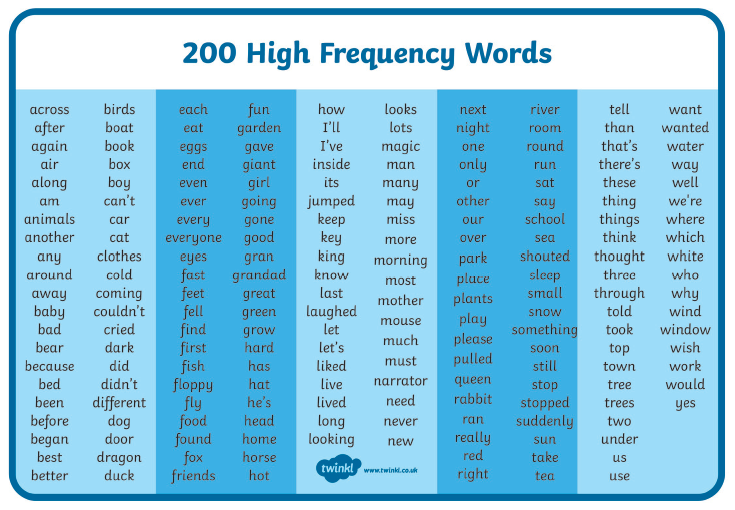 200 High Frequency Words
across
after
again
air
along
am
animals
another
any
around
away
baby
bad
bear
because
bed
been
before
began
best
better
birds
boat
book
box
boy
can't
car
cat
clothes
cold
coming
couldn't
cried
dark
did
didn't
different
dog
door
dragon
duck
each
eat
eggs
end
even
ever
every
everyone
eyes
fast
feet
fell
find
first
fish
floppy
fly
food
found
fox
friends
fun
garden
gave
giant
girl
going
gone
good
gran
grandad
great
green
grow
hard
has
hat
he's
head
home
horse
hot
how
I'll
I've
inside
its
jumped
keep
key
king
know
last
laughed
let
let's
liked
live
lived
long
looking
looks
lots
magic
man
many
may
miss
more
morning
most
mother
mouse
much
must
narrator
need
never
new
next
night
one
only
or
other
our
over
park
place
plants
play
please
pulled
queen
rabbit
ran
really
red
right
river
room
round
run
sat
say
school
sea
shouted
sleep
small
snow
something
soon
still
stop
stopped
suddenly
sun
take
tea
tell
than
that's
there's
these
thing
things
think
thought
three
through
told
took
top
town
tree
trees
two
under
us
use
want
wanted
water
way
well
we're
where
which
white
who
why
wind
window
wish
work
would
yes
twinkl www.twinkl.co.uk